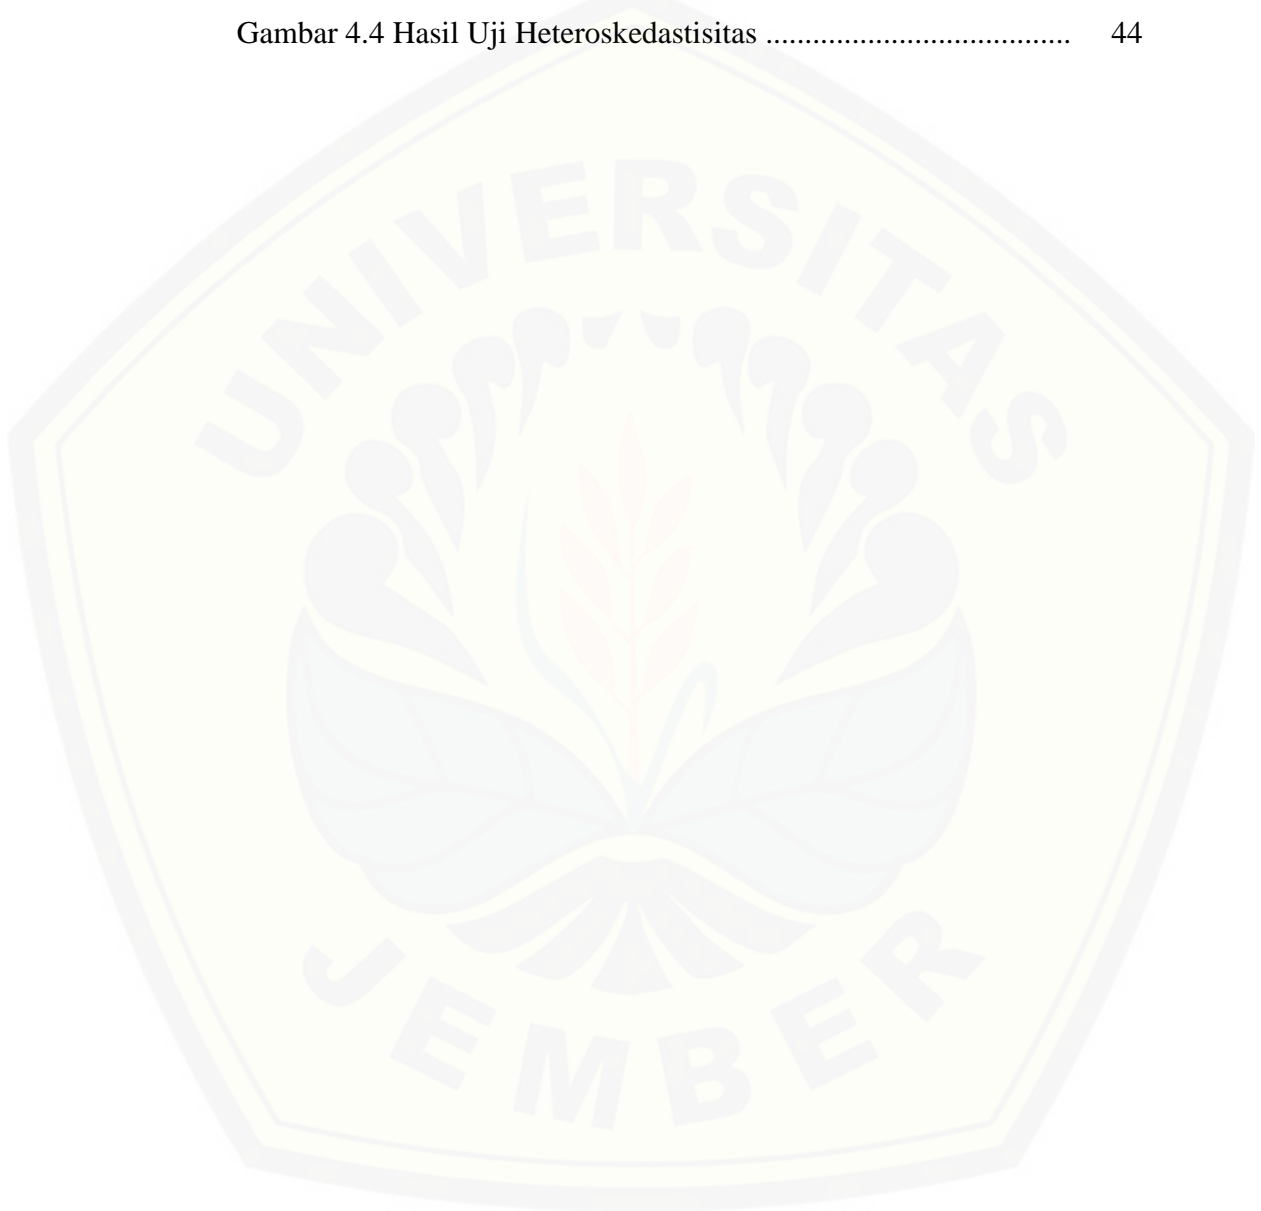 Gambar 4.4 Hasil Uji Heteroskedastisitas ....................................... 44
UNIVERSITAS
JEMBER